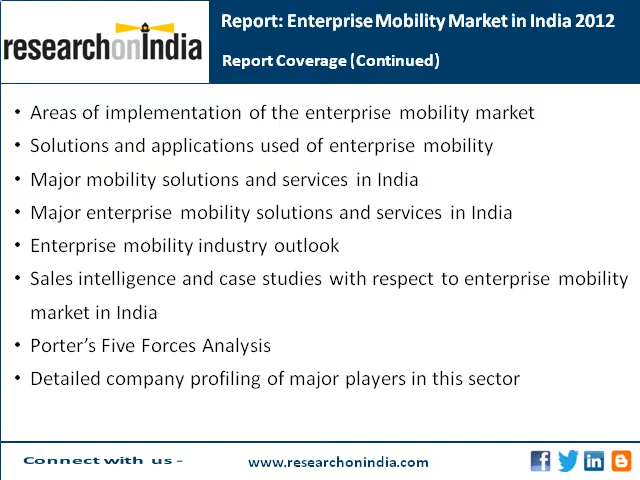 researchonindia
Report: Enterprise Mobility Market in India 2012
Report Coverage (Continued)
• Areas of implementation of the enterprise mobility market
• Solutions and applications used of enterprise mobility
• Major mobility solutions and services in India
• Major enterprise mobility solutions and services in India
• Enterprise mobility industry outlook
• Sales intelligence and case studies with respect to enterprise mobility
market in India
• Porter’s Five Forces Analysis
• Detailed company profiling of major players in this sector
Connect with us -
www.researchonindia.com